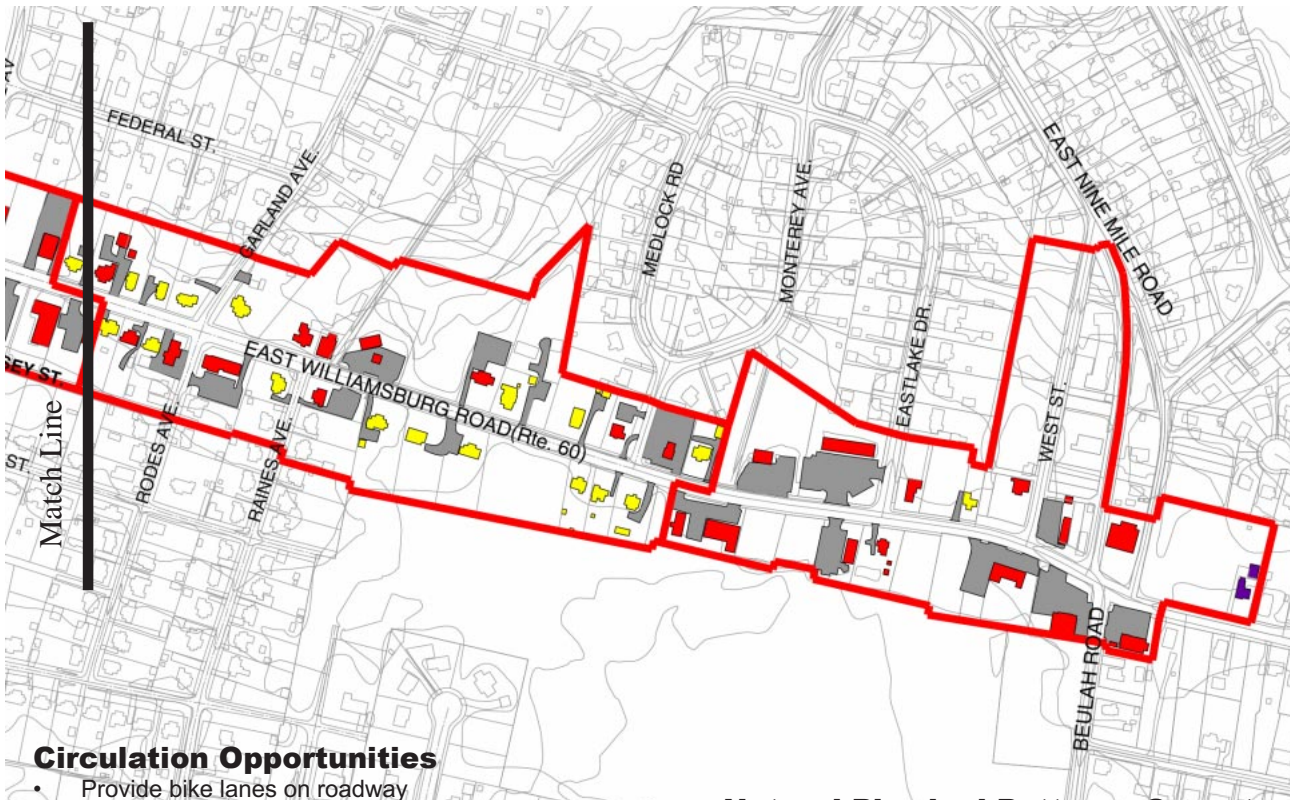 FEDERAL ST.
GARLAND AVE.
MEDLOCK RD
MONTEREY AVE.
EAST NINE MILE ROAD
EASTLAKE DR.
WEST ST.
EAST WILLIAMSBURG ROAD(Rte. 60)
SEY ST.
ST.
RODES AVE.
RAINES AVE.
BEULAH ROAD
Match Line
AV
Circulation Opportunities
• Provide bike lanes on roadway